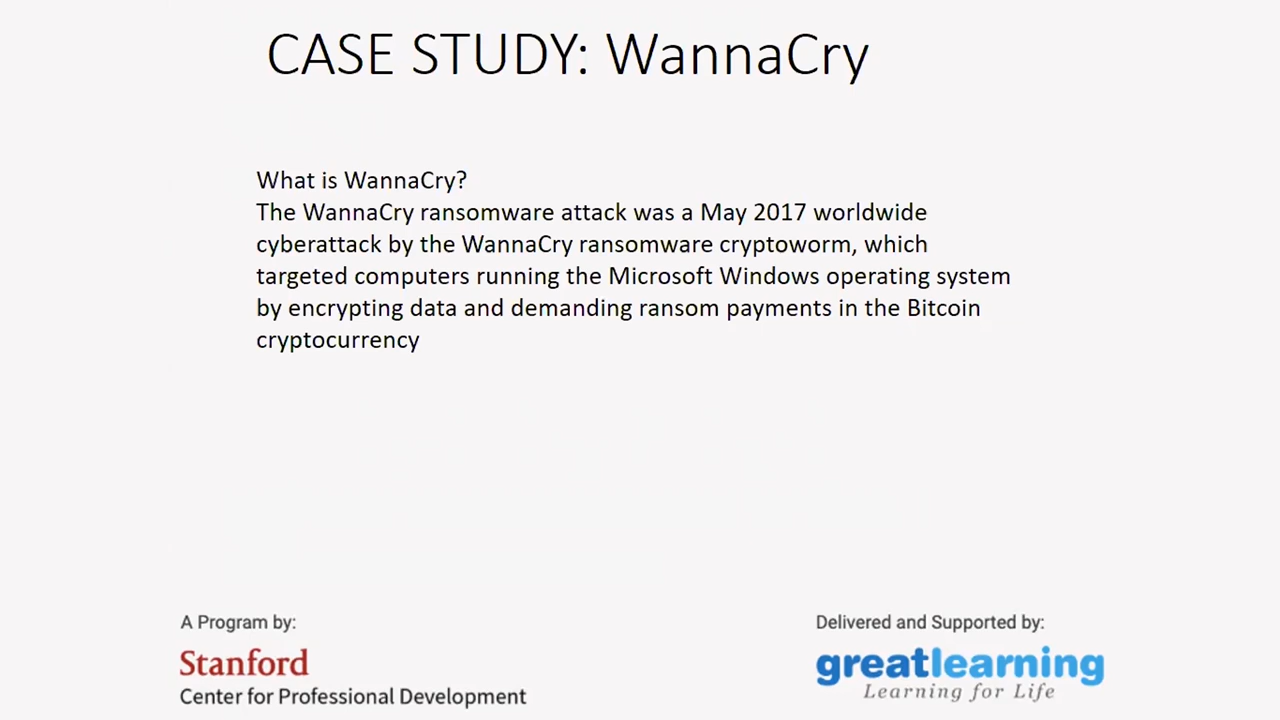 CASE STUDY: WannaCry
What is WannaCry?
The WannaCry ransomware attack was a May 2017 worldwide
cyberattack by the WannaCry ransomware cryptoworm, which
targeted computers running the Microsoft Windows operating system
by encrypting data and demanding ransom payments in the Bitcoin
cryptocurrency
A Program by:
Stanford
Center for Professional Development
Delivered and Supported by:
greatlearning
Learning for Life